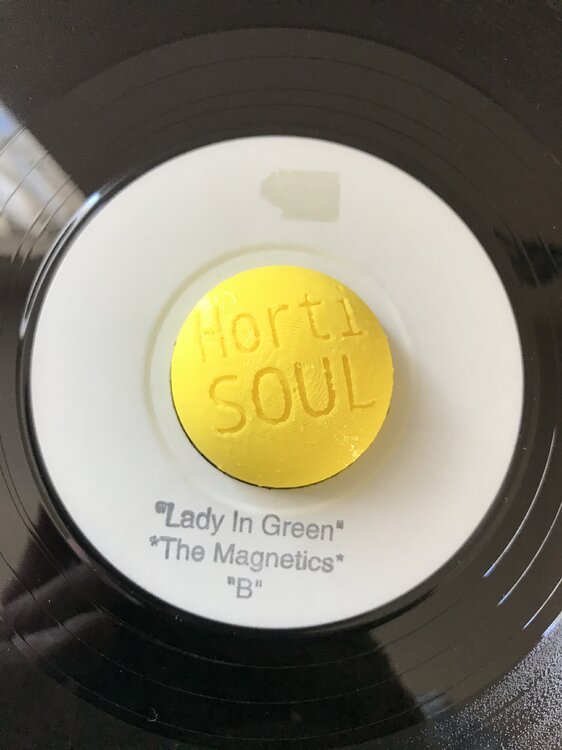 Horti
SOUL
"Lady In Green"
*The Magnetics*
"B"